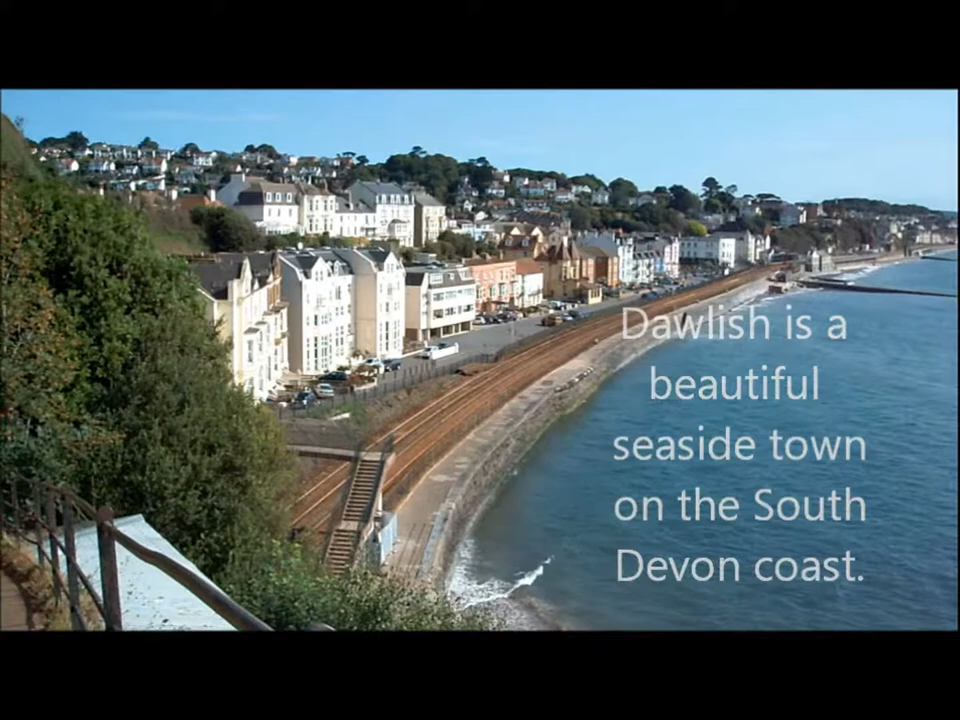 Dawlish is a
beautiful
seaside town
on the South
Devon coast.